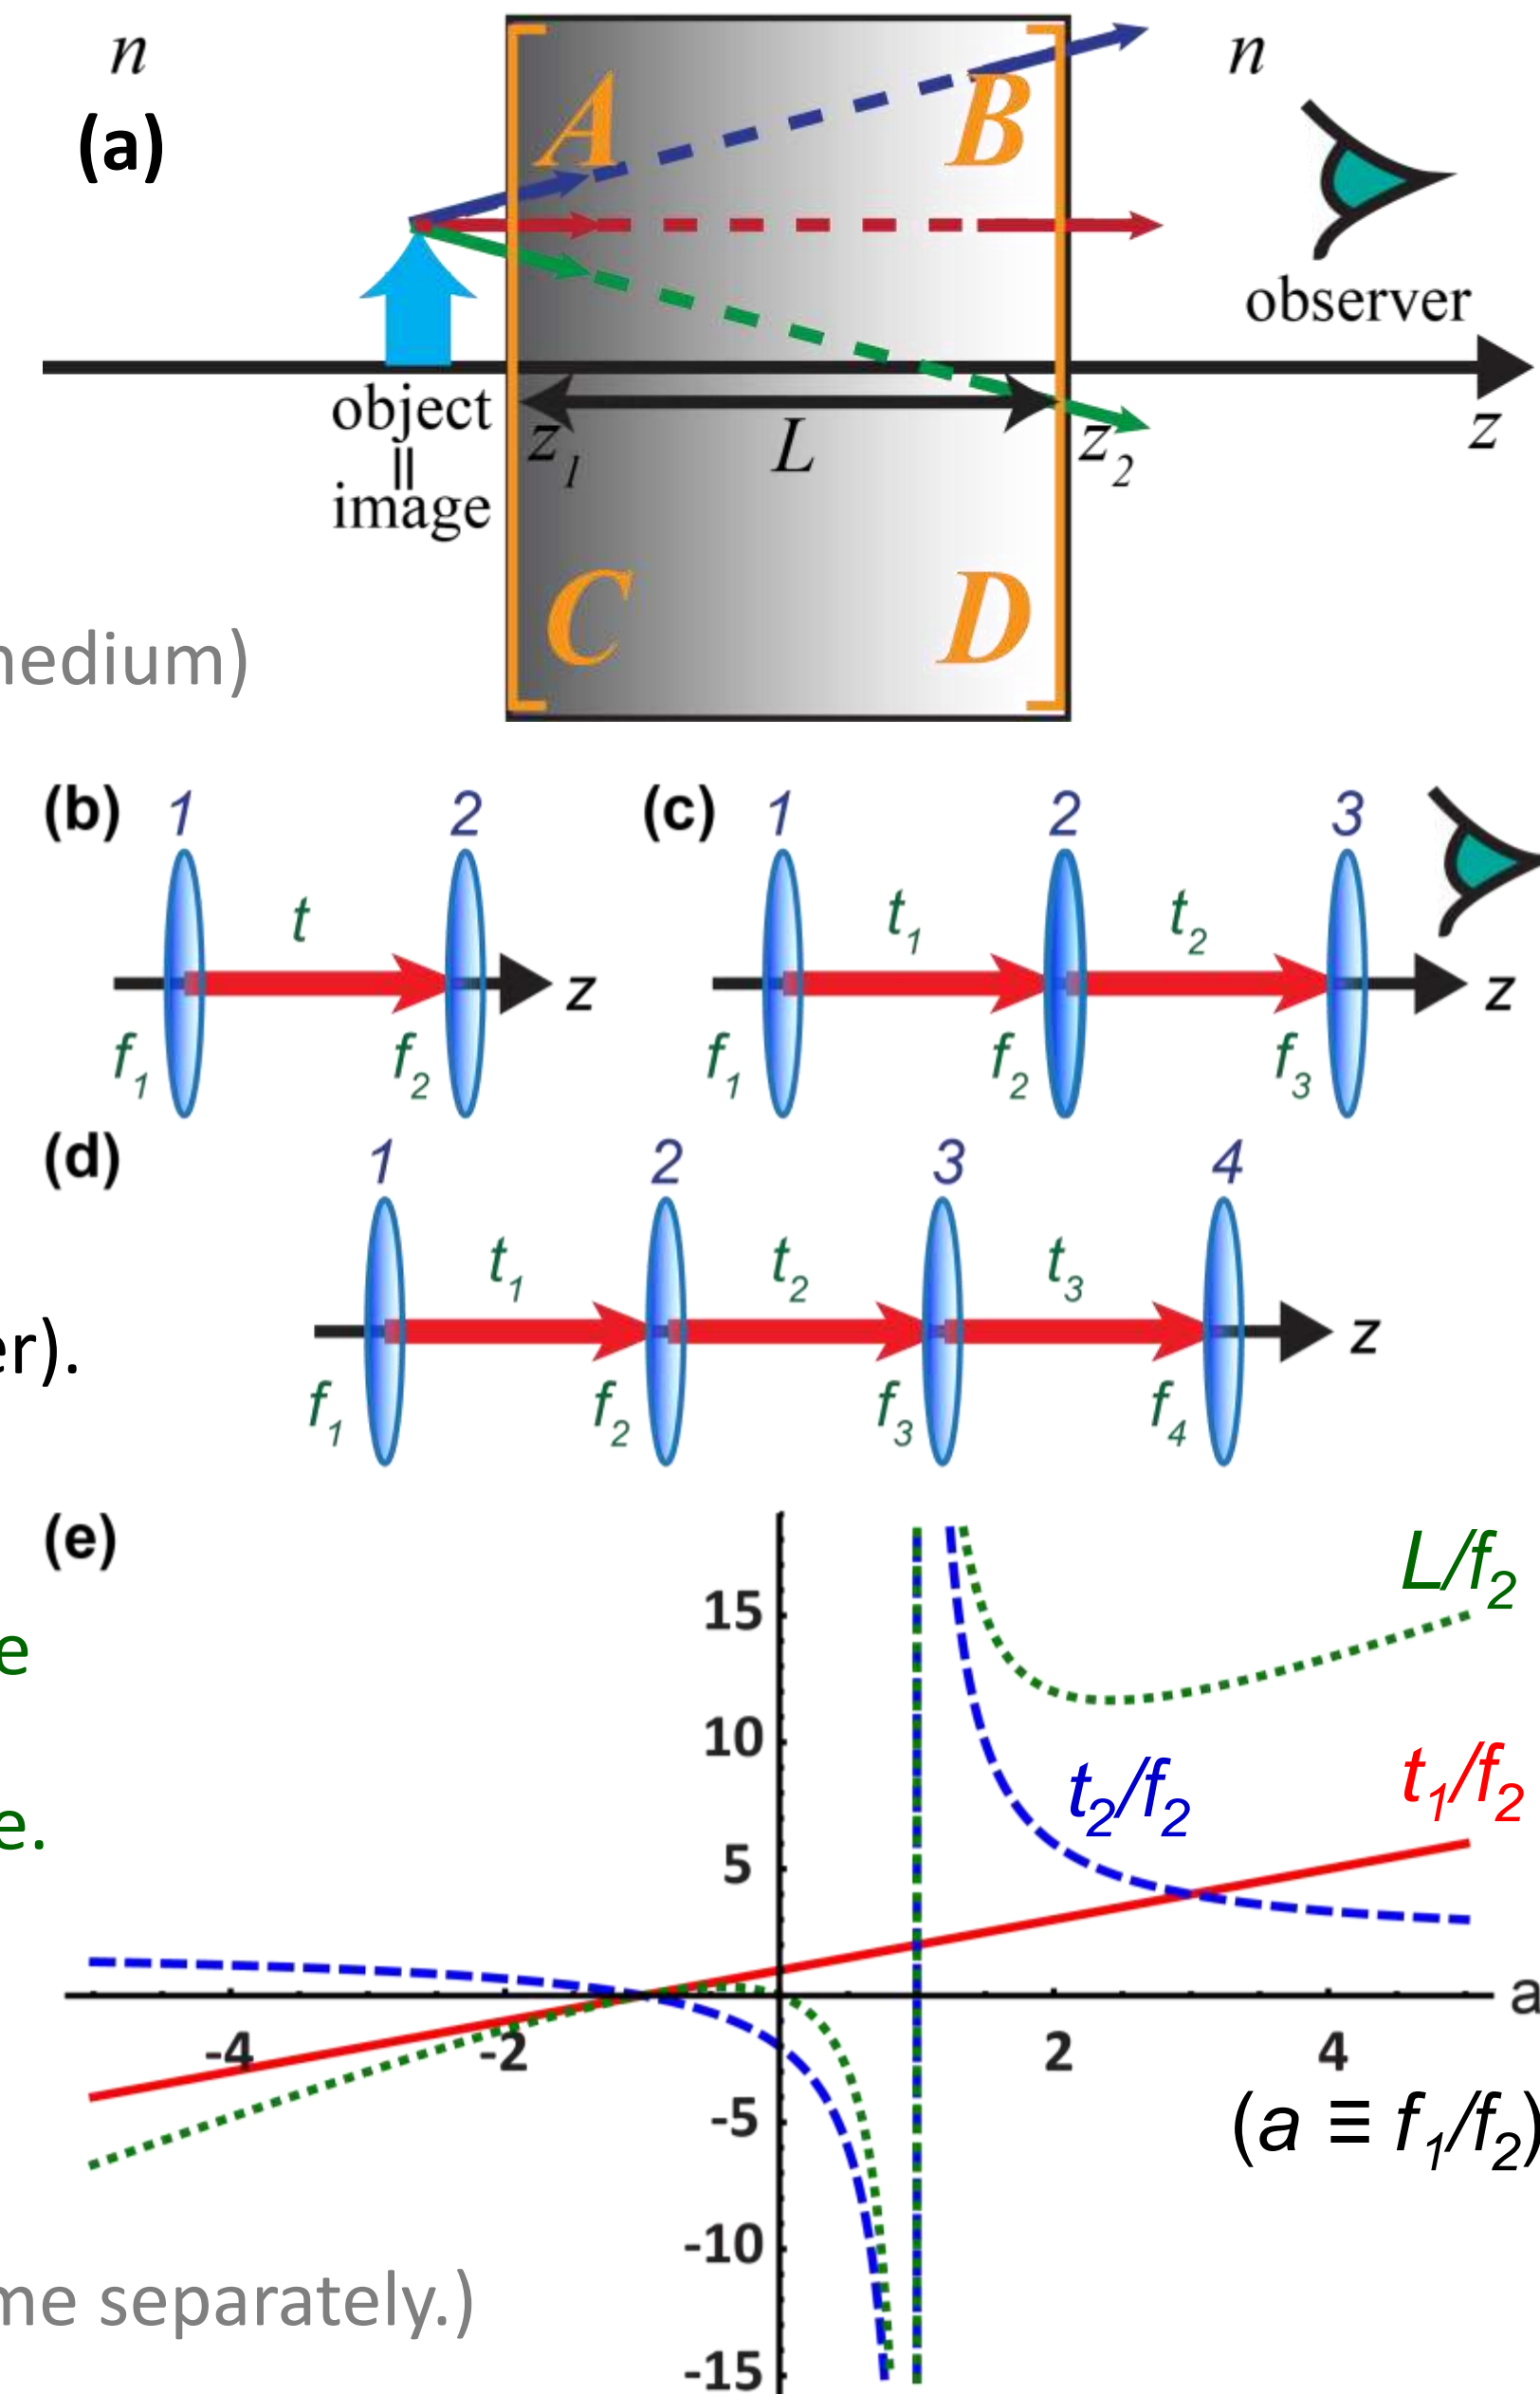 n
n
(a)
A
B
observer
object
=
image
z1
L
z2
z
C
D
nedium)
(b)
1
2
t
f1
f2
z
(c)
1
2
3
t1
t2
f1
f2
f3
z
(d)
1
2
3
4
t1
t2
t3
f1
f2
f3
f4
z
er).
(e)
L/f2
15
e
10
t1/f2
t2/f2
e.
5
a
-4
-2
2
4
-5
(a ≡ f1/f2)
-10
me separately.)
-15